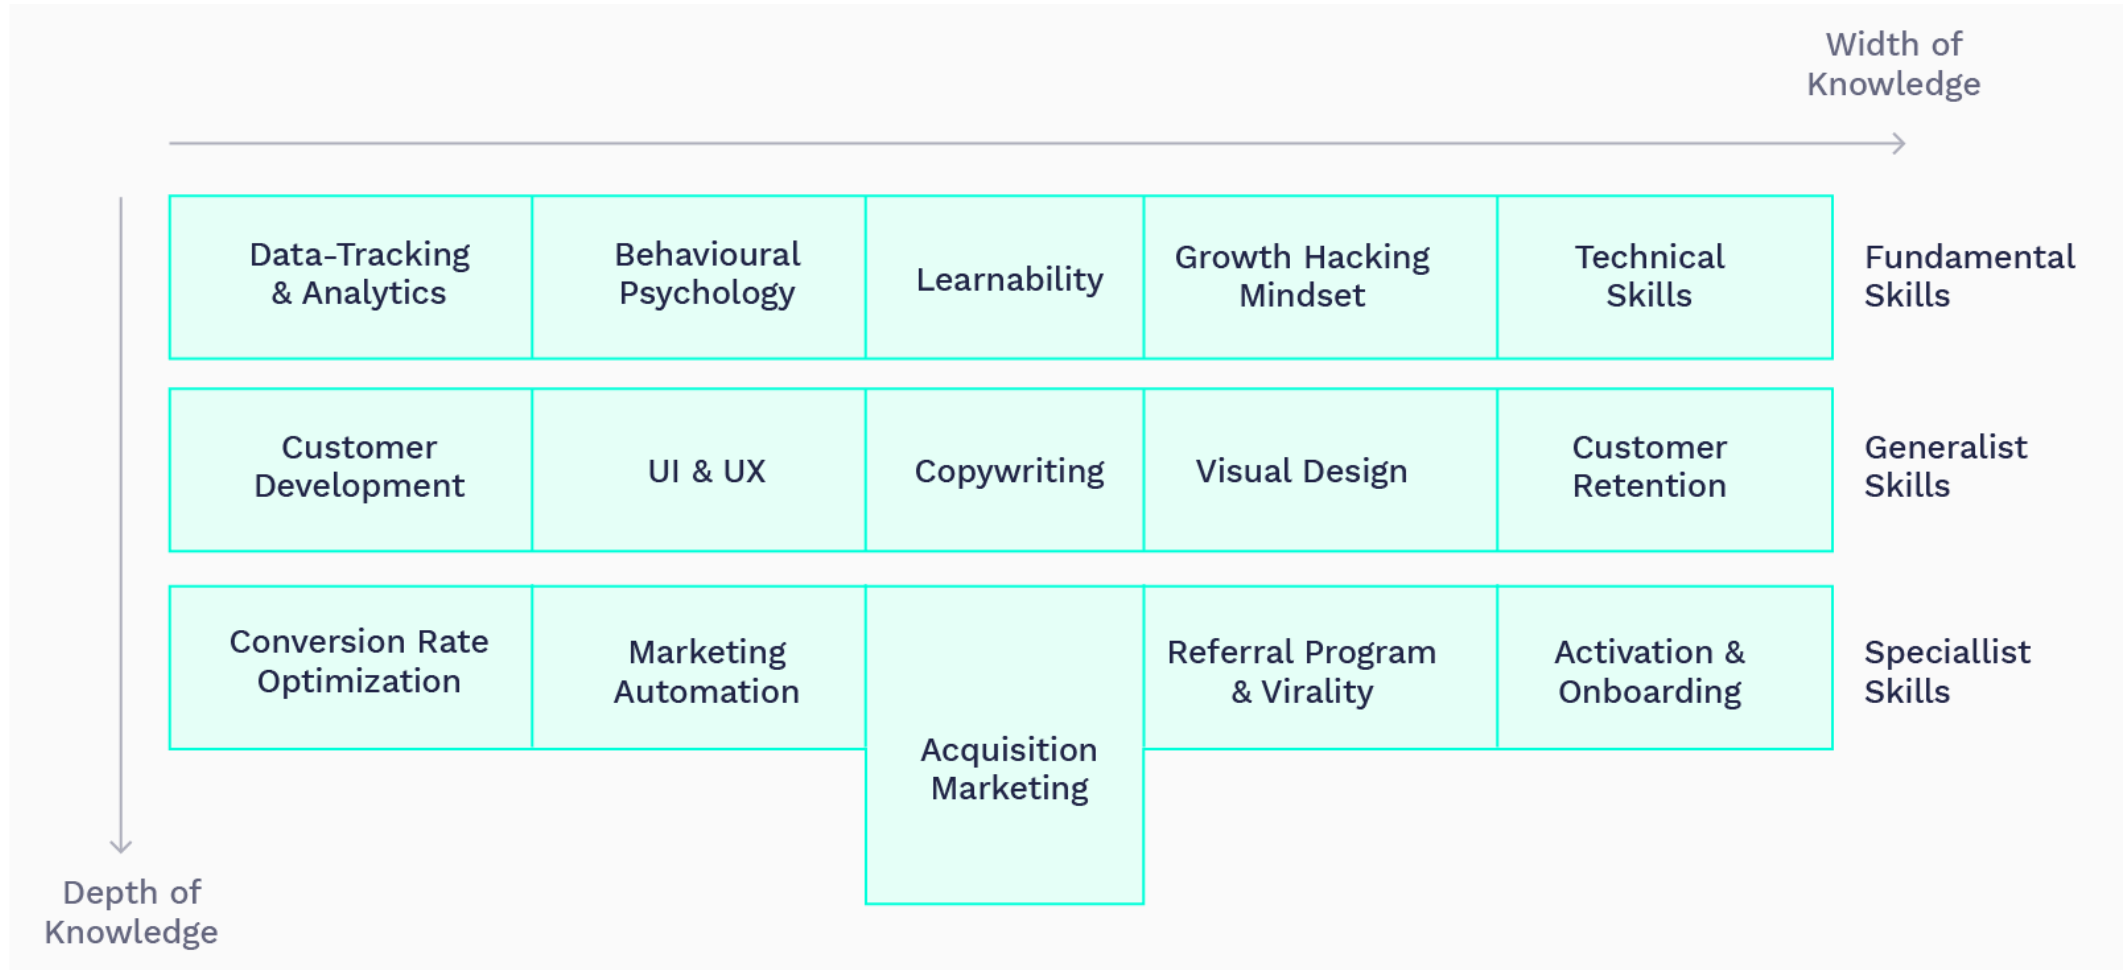 Width of
Knowledge
Data-Tracking
& Analytics
Behavioural
Psychology
Learnability
Growth Hacking
Mindset
Technical
Skills
Fundamental
Skills
Customer
Development
UI & UX
Copywriting
Visual Design
Customer
Retention
Generalist
Skills
Conversion Rate
Optimization
Marketing
Automation
Acquisition
Marketing
Referral Program
& Virality
Activation &
Onboarding
Speciallist
Skills
Depth of
Knowledge